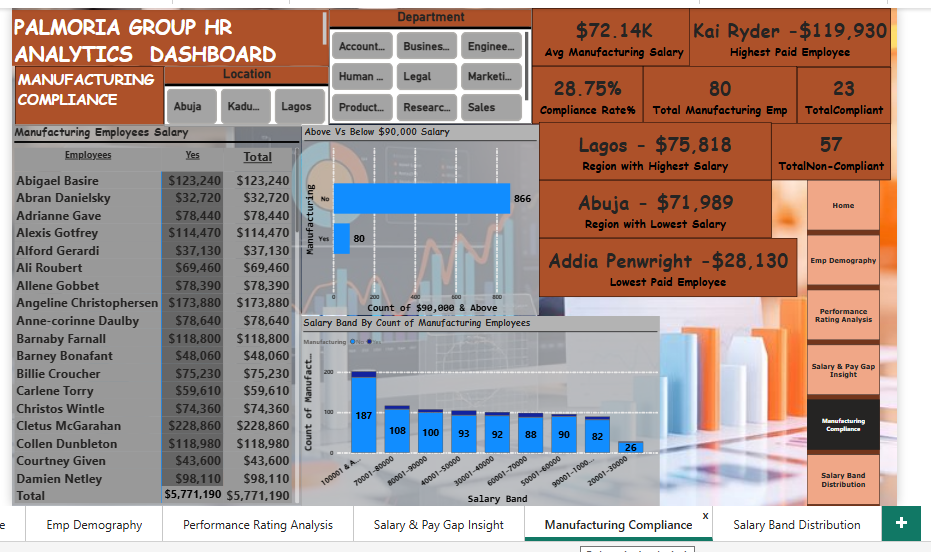 PALMORIA GROUP HR
ANALYTICS DASHBOARD
MANUFACTURING
COMPLIANCE
Location
Abuja
Kadu...
Lagos
Department
Account...
Busines...
Enginee...
Human ...
Legal
Marketi...
Product...
Researc...
Sales
$72.14K
Avg Manufacturing Salary
Kai Ryder -$119,930
Highest Paid Employee
28.75%
Compliance Rate%
80
Total Manufacturing Emp
23
TotalCompliant
Lagos - $75,818
Region with Highest Salary
57
TotalNon-Compliant
Abuja - $71,989
Region with Lowest Salary
Addia Penwright -$28,130
Lowest Paid Employee
Manufacturing Employees Salary
Employees Yes Total
Abigael Basire $123,240 $123,240
Abran Danielsky $32,720 $32,720
Adrianne Gave $78,440 $78,440
Alexis Gotfrey $114,470 $114,470
Alford Gerardi $37,130 $37,130
Ali Roubert $69,460 $69,460
Allene Gobbet $78,390 $78,390
Angeline Christophersen $173,880 $173,880
Anne-corinne Daulby $78,640 $78,640
Barnaby Farnall $118,800 $118,800
Barney Bonafant $48,060 $48,060
Billie Croucher $75,230 $75,230
Carlene Torry $59,610 $59,610
Christos Wintle $74,360 $74,360
Cletus McGarahan $228,860 $228,860
Collen Dunbleton $118,980 $118,980
Courtney Given $43,600 $43,600
Damien Netley $98,110 $98,110
Total $5,771,190 $5,771,190
Above Vs Below $90,000 Salary
Manufacturing
No
866
Yes
80
0 200 400 600 800
Count of $90,000 & Above
Salary Band By Count of Manufacturing Employees
Manufacturing No Yes
Count of Manufact...
200
100
0
187
108
100
93
92
88
90
82
26
100001 & A...
70001-80000
80001-90000
40001-50000
30001-40000
60001-70000
50001-60000
90001-1000...
20001-30000
Salary Band
Home
Emp Demography
Performance
Rating Analysis
Salary & Pay Gap
Insight
Manufacturing
Compliance
Salary Band
Distribution
e
Emp Demography
Performance Rating Analysis
Salary & Pay Gap Insight
Manufacturing Compliance
x
Salary Band Distribution
+